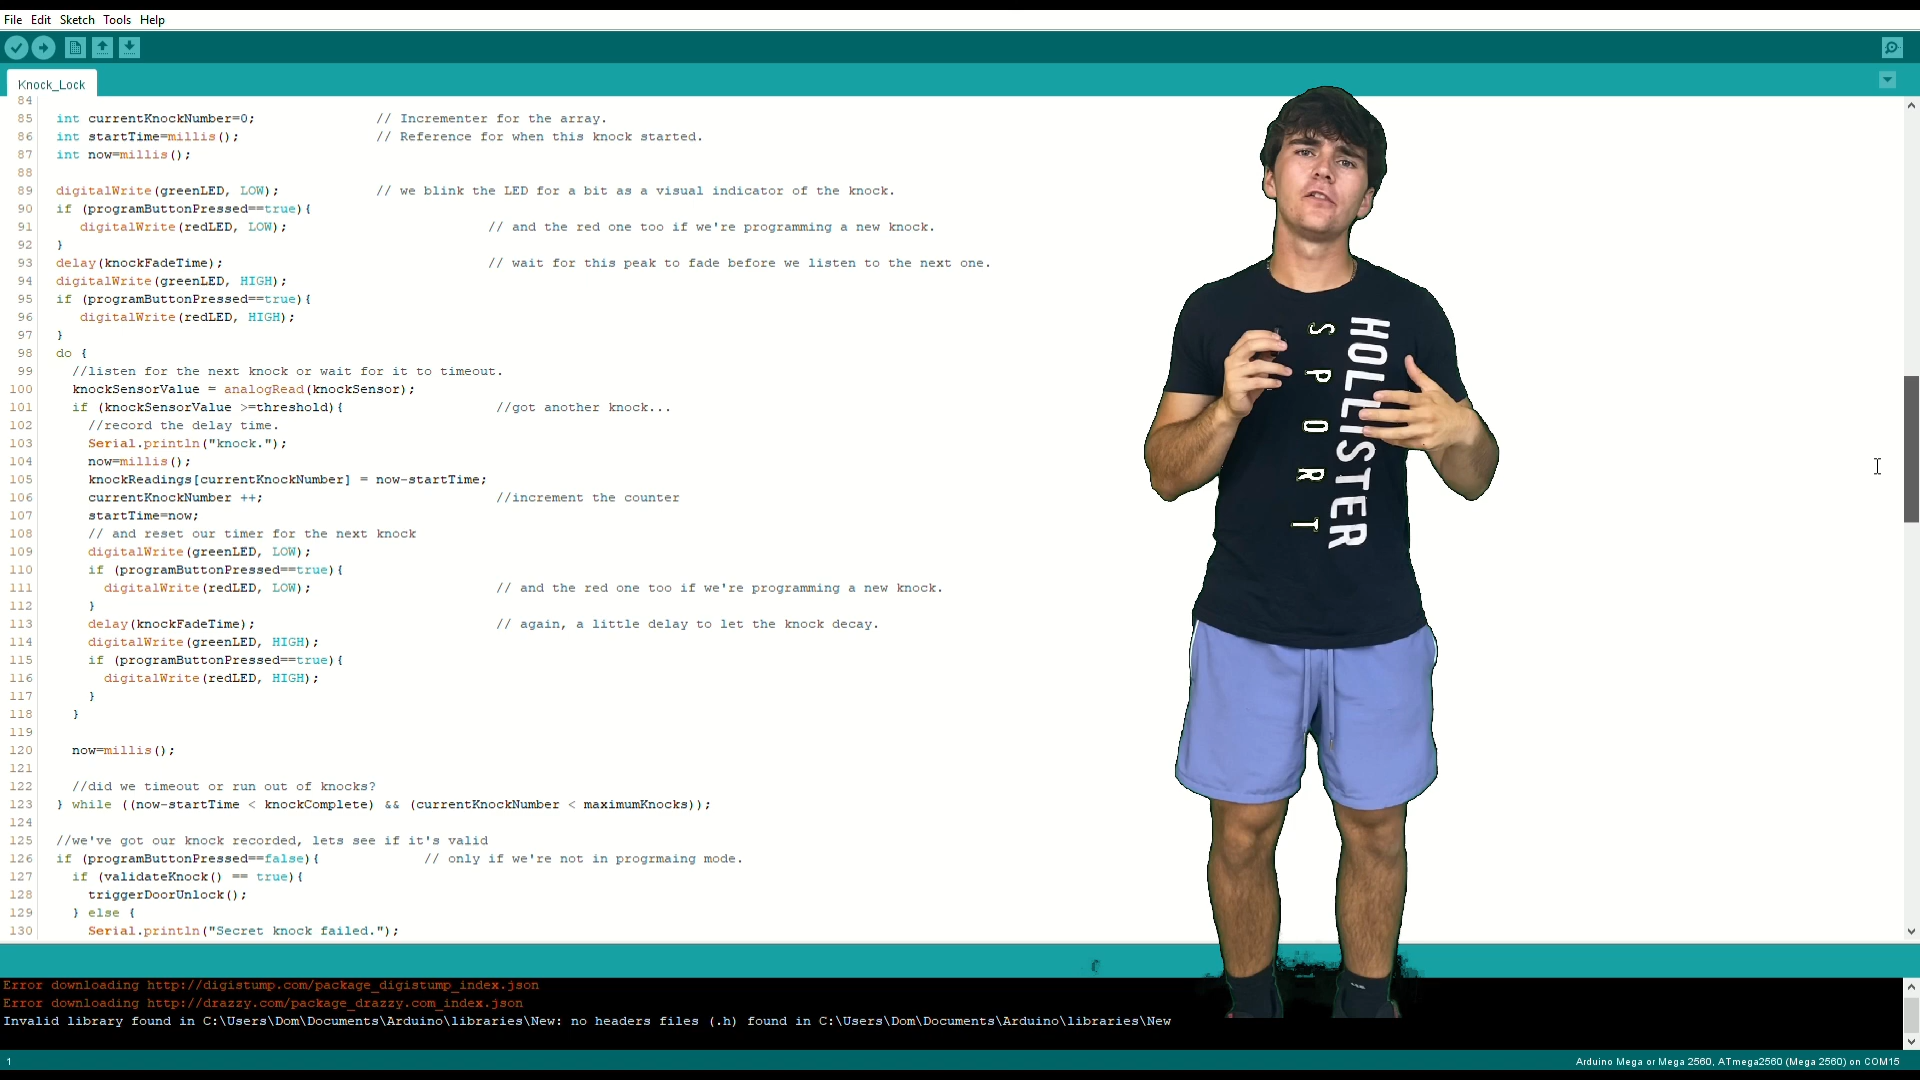 File Edit Sketch Tools Help
Knock_Lock
84
85 int currentKnockNumber=0; // Incrementer for the array.
86 int startTime=millis(); // Reference for when this knock started.
87 int now=millis();
88
89 digitalWrite(greenLED, LOW); // we blink the LED for a bit as a visual indicator of the knock.
90 if (programButtonPressed==true){
91 digitalWrite(redLED, LOW); // and the red one too if we're programming a new knock.
92 }
93 delay(knockFadeTime); // wait for this peak to fade before we listen to the next one.
94 digitalWrite(greenLED, HIGH);
95 if (programButtonPressed==true){
96 digitalWrite(redLED, HIGH);
97 }
98 do {
99 //listen for the next knock or wait for it to timeout.
100 knockSensorValue = analogRead(knockSensor);
101 if (knockSensorValue >=threshold){ //got another knock...
102 //record the delay time.
103 Serial.println("knock.");
104 now=millis();
105 knockReadings[currentKnockNumber] = now-startTime;
106 currentKnockNumber ++; //increment the counter
107 startTime=now;
108 // and reset our timer for the next knock
109 digitalWrite(greenLED, LOW);
110 if (programButtonPressed==true){
111 digitalWrite(redLED, LOW); // and the red one too if we're programming a new knock.
112 }
113 delay(knockFadeTime); // again, a little delay to let the knock decay.
114 digitalWrite(greenLED, HIGH);
115 if (programButtonPressed==true){
116 digitalWrite(redLED, HIGH);
117 }
118 }
119
120 now=millis();
121
122 //did we timeout or run out of knocks?
123 } while ((now-startTime < knockComplete) && (currentKnockNumber < maximumKnocks));
124
125 //we've got our knock recorded, lets see if it's valid
126 if (programButtonPressed==false){ // only if we're not in progrmaing mode.
127 if (validateKnock() == true){
128 triggerDoorUnlock();
129 } else {
130 Serial.println("Secret knock failed.");
HOLLISTER
SPORT
Error downloading http://digistump.com/package_digistump_index.json
Error downloading http://drazzy.com/package_drazzy.com_index.json
Invalid library found in C:\Users\Dom\Documents\Arduino\libraries\New: no headers files (.h) found in C:\Users\Dom\Documents\Arduino\libraries\New
1
Arduino Mega or Mega 2560, ATmega2560 (Mega 2560) on COM15